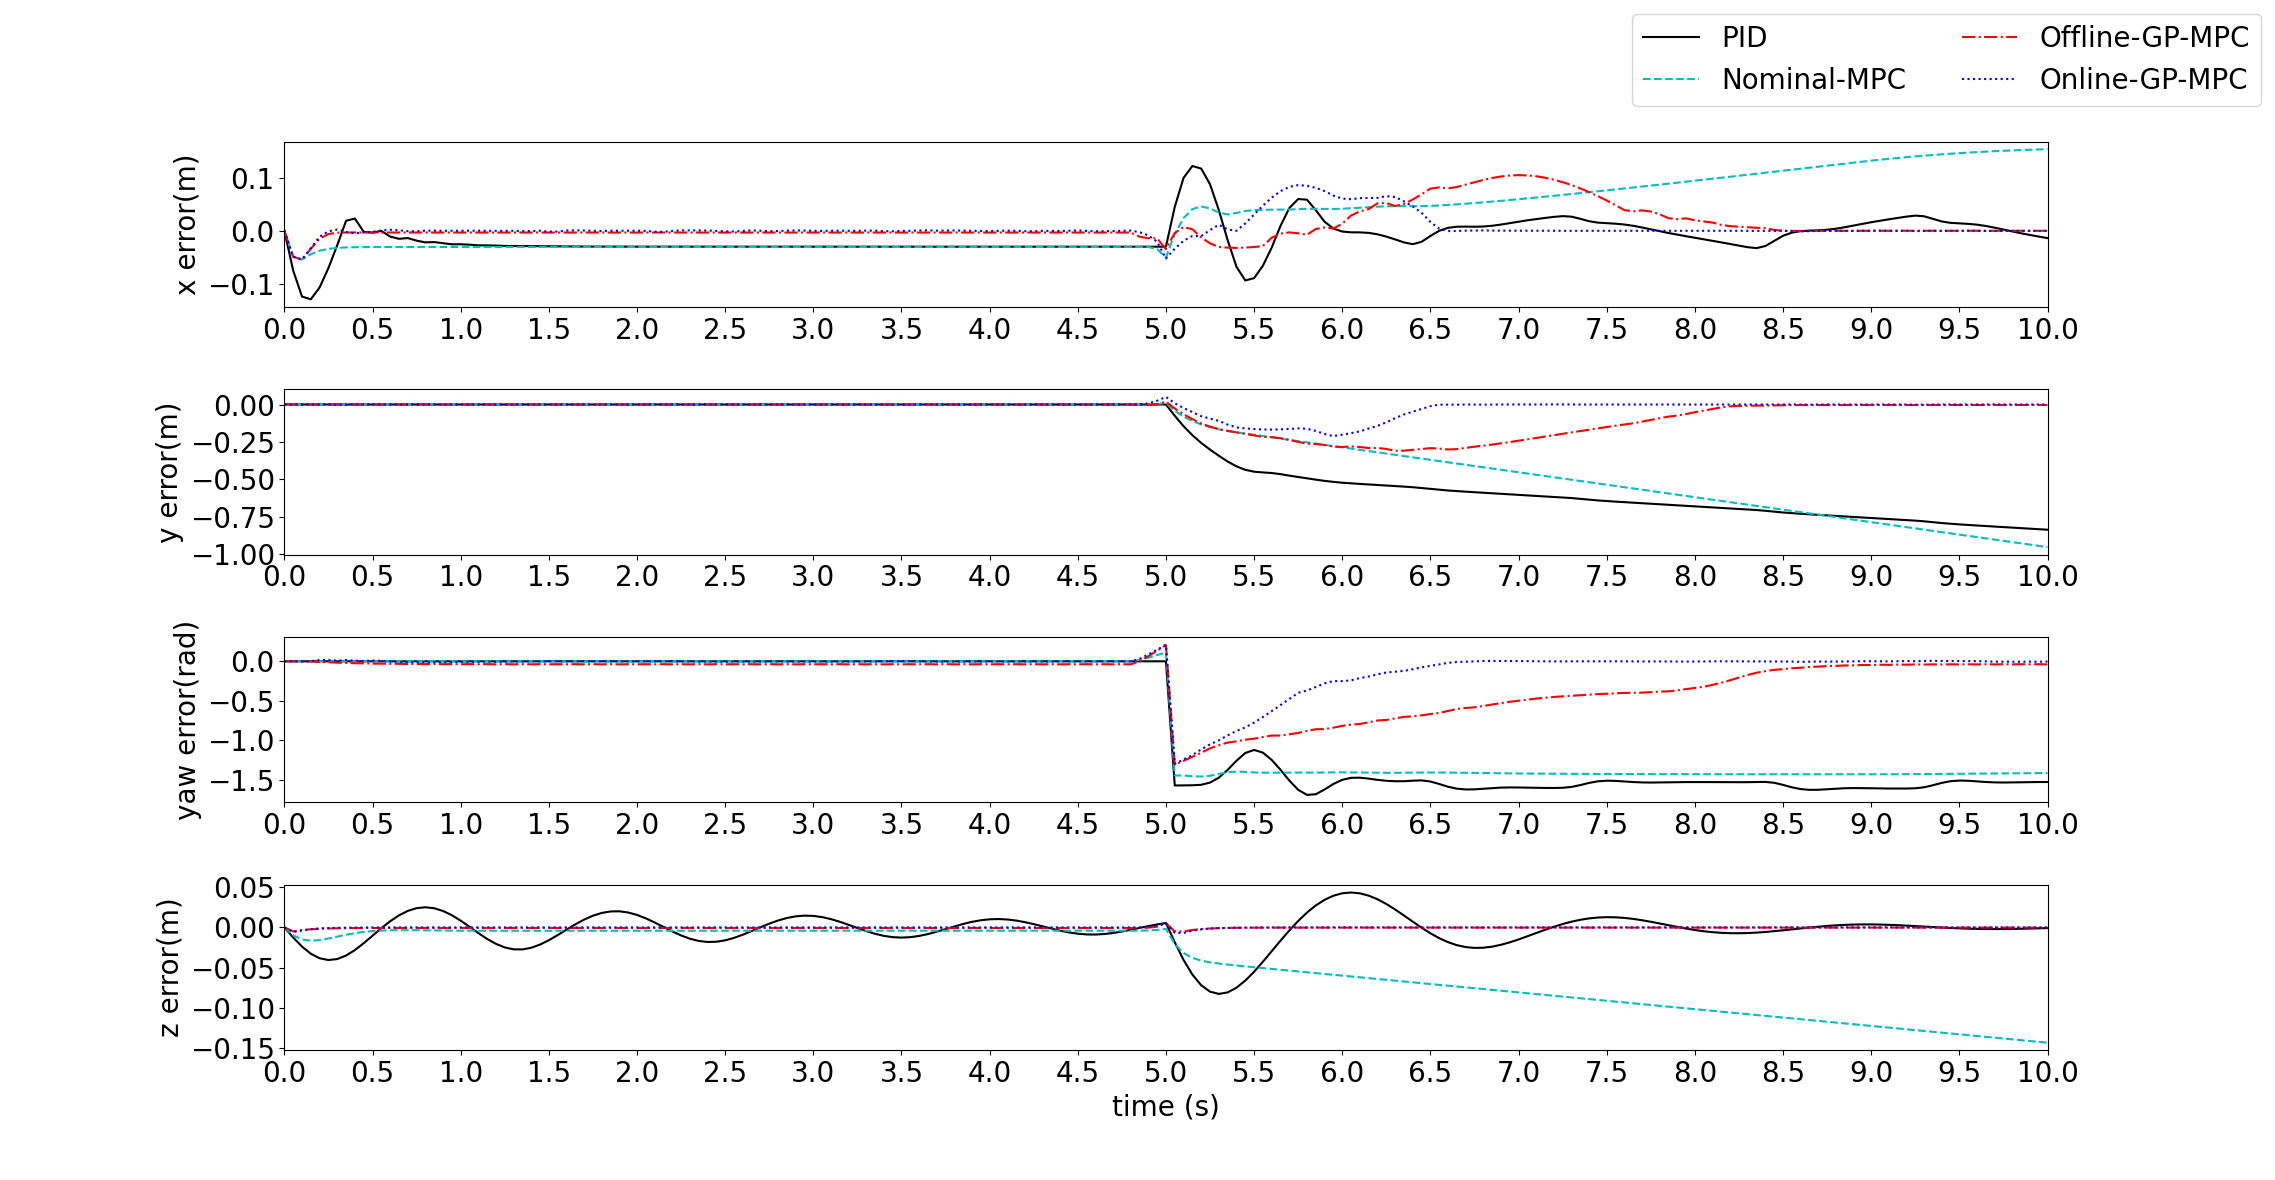 PID
Nominal-MPC
Offline-GP-MPC
Online-GP-MPC
x error(m)
0.1
0.0
−0.1
0.0 0.5 1.0 1.5 2.0 2.5 3.0 3.5 4.0 4.5 5.0 5.5 6.0 6.5 7.0 7.5 8.0 8.5 9.0 9.5 10.0
y error(m)
0.00
−0.25
−0.50
−0.75
−1.00
0.0 0.5 1.0 1.5 2.0 2.5 3.0 3.5 4.0 4.5 5.0 5.5 6.0 6.5 7.0 7.5 8.0 8.5 9.0 9.5 10.0
yaw error(rad)
0.0
−0.5
−1.0
−1.5
0.0 0.5 1.0 1.5 2.0 2.5 3.0 3.5 4.0 4.5 5.0 5.5 6.0 6.5 7.0 7.5 8.0 8.5 9.0 9.5 10.0
z error(m)
0.05
0.00
−0.05
−0.10
−0.15
0.0 0.5 1.0 1.5 2.0 2.5 3.0 3.5 4.0 4.5 5.0 5.5 6.0 6.5 7.0 7.5 8.0 8.5 9.0 9.5 10.0
time (s)